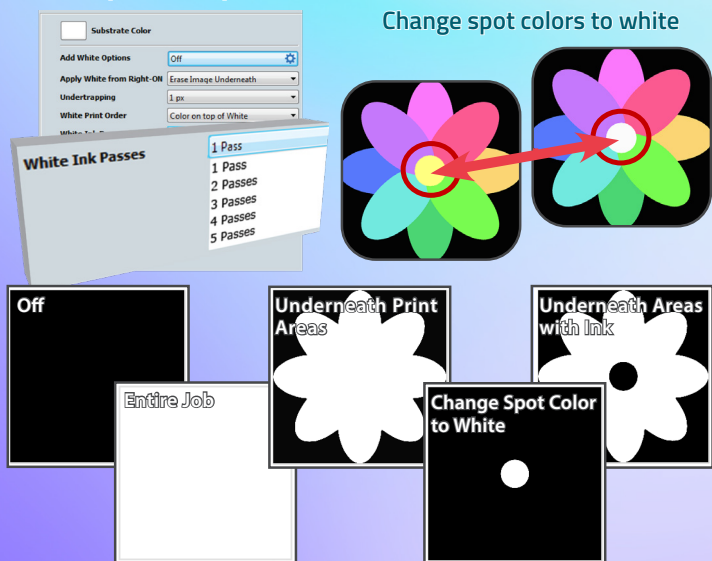 Change spot colors to white
Substrate Color
Add White Options Off
Apply White from Right-ON Erase Image Underneath
Undertrapping 1 px
White Print Order Color on top of White
White Ink Passes 1 Pass
1 Pass
2 Passes
3 Passes
4 Passes
5 Passes
Off
Underneath Print
Areas
Underneath Areas
with Ink
Entire Job
Change Spot Color
to White